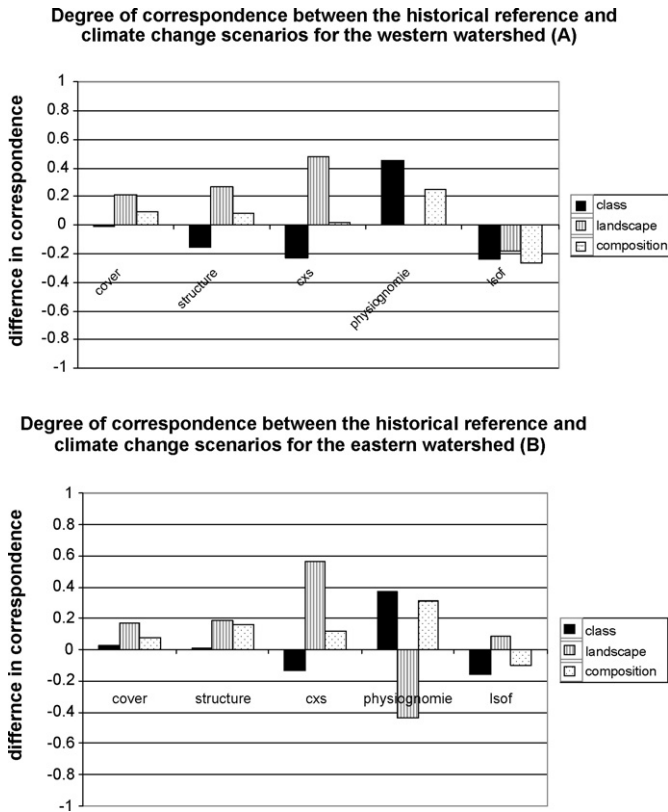 Degree of correspondence between the historical reference and
climate change scenarios for the western watershed (A)
differnce in correspondence
1
0.8
0.6
0.4
0.2
0
-0.2
-0.4
-0.6
-0.8
-1
cover
structure
cxs
physiognomie
lsof
class
landscape
composition
Degree of correspondence between the historical reference and
climate change scenarios for the eastern watershed (B)
differnce in correspondence
1
0.8
0.6
0.4
0.2
0
-0.2
-0.4
-0.6
-0.8
-1
cover
structure
cxs
physiognomie
lsof
class
landscape
composition